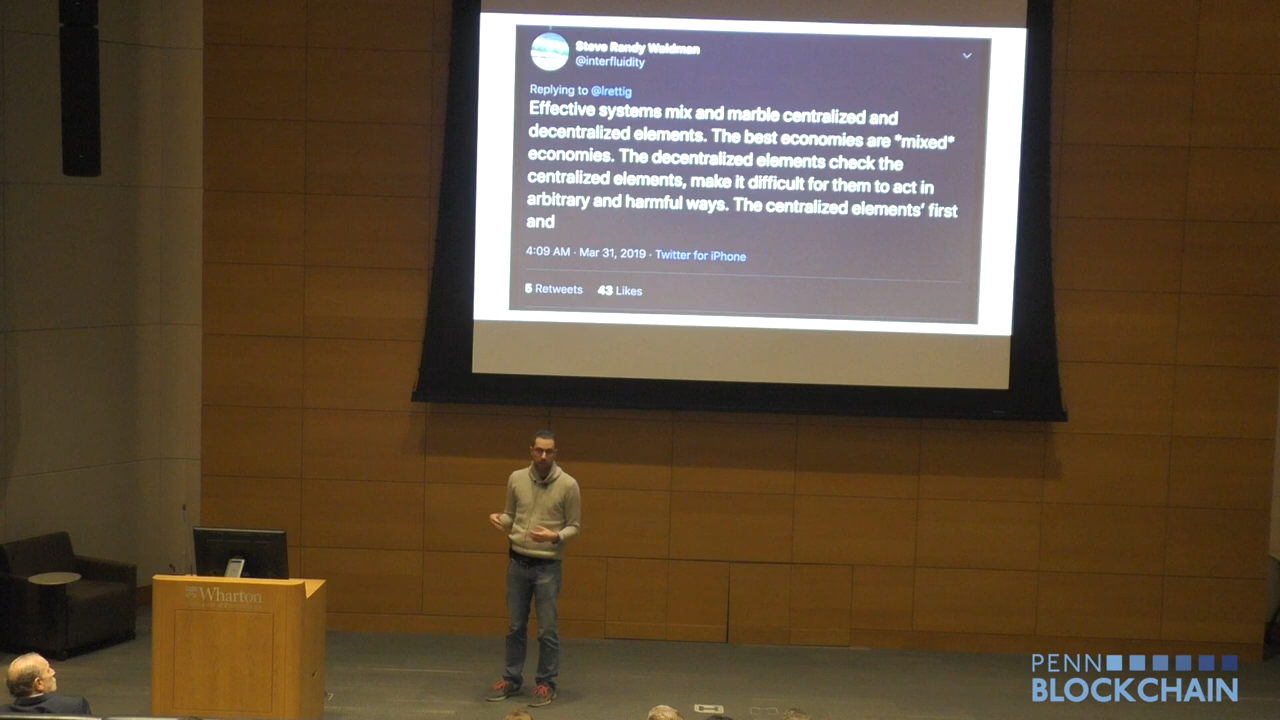 Steve Randy Waldman
@interfluidity
Replying to @lrettig
Effective systems mix and marble centralized and
decentralized elements. The best economies are *mixed*
economies. The decentralized elements check the
centralized elements, make it difficult for them to act in
arbitrary and harmful ways. The centralized elements' first
and
4:09 AM · Mar 31, 2019 · Twitter for iPhone
5 Retweets 43 Likes
Wharton
PENN
BLOCKCHAIN